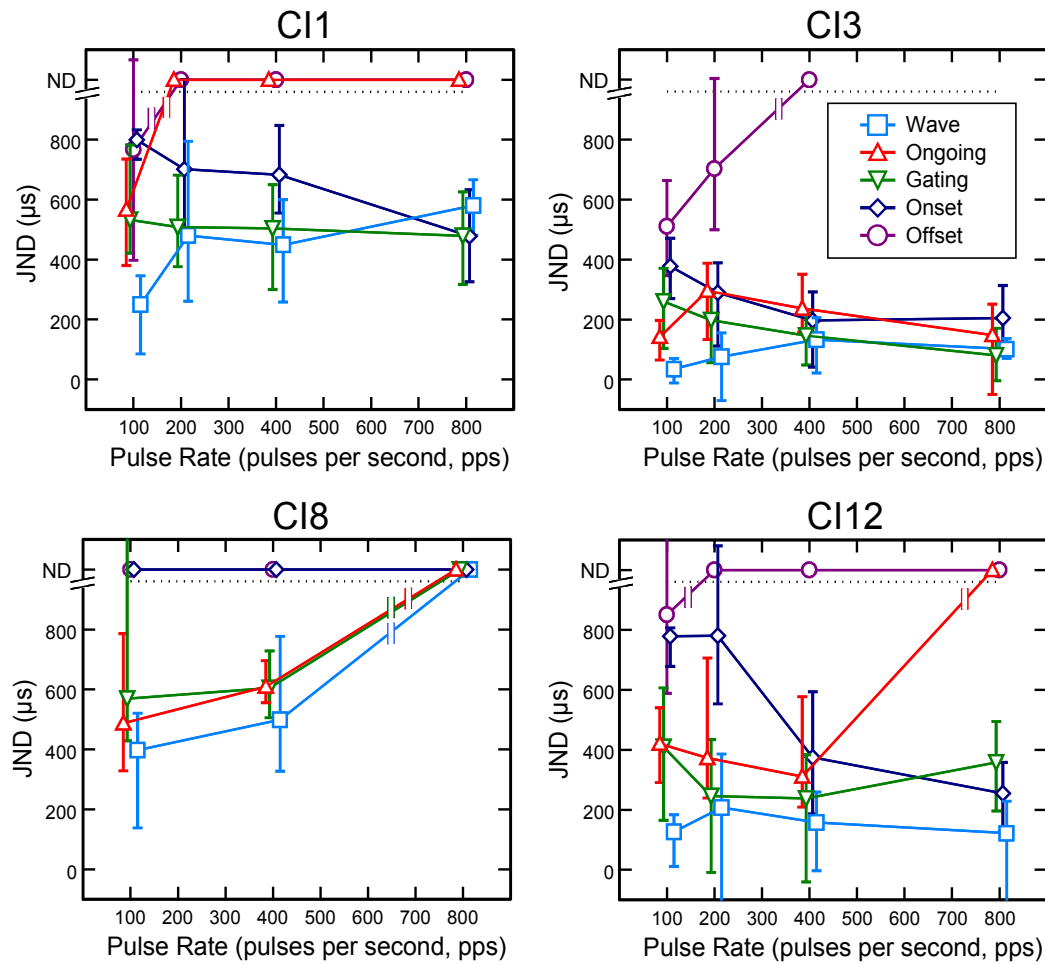 CI1
ND
800
600
400
200
0
JND (µs)
100 200 300 400 500 600 700 800
Pulse Rate (pulses per second, pps)
CI3
ND
800
600
400
200
0
JND (µs)
Wave
Ongoing
Gating
Onset
Offset
100 200 300 400 500 600 700 800
Pulse Rate (pulses per second, pps)
CI8
ND
800
600
400
200
0
JND (µs)
100 200 300 400 500 600 700 800
Pulse Rate (pulses per second, pps)
CI12
ND
800
600
400
200
0
JND (µs)
100 200 300 400 500 600 700 800
Pulse Rate (pulses per second, pps)